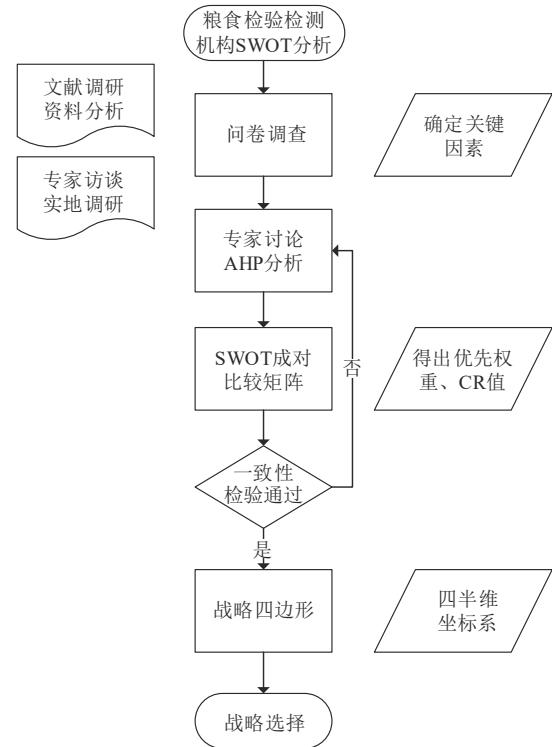 粮食检验检测
机构SWOT分析
文献调研
资料分析
问卷调查
确定关键
因素
专家访谈
实地调研
专家讨论
AHP分析
SWOT成对
比较矩阵
否
得出优先权
重、CR值
一致性
检验通过
是
战略四边形
四半维
坐标系
战略选择